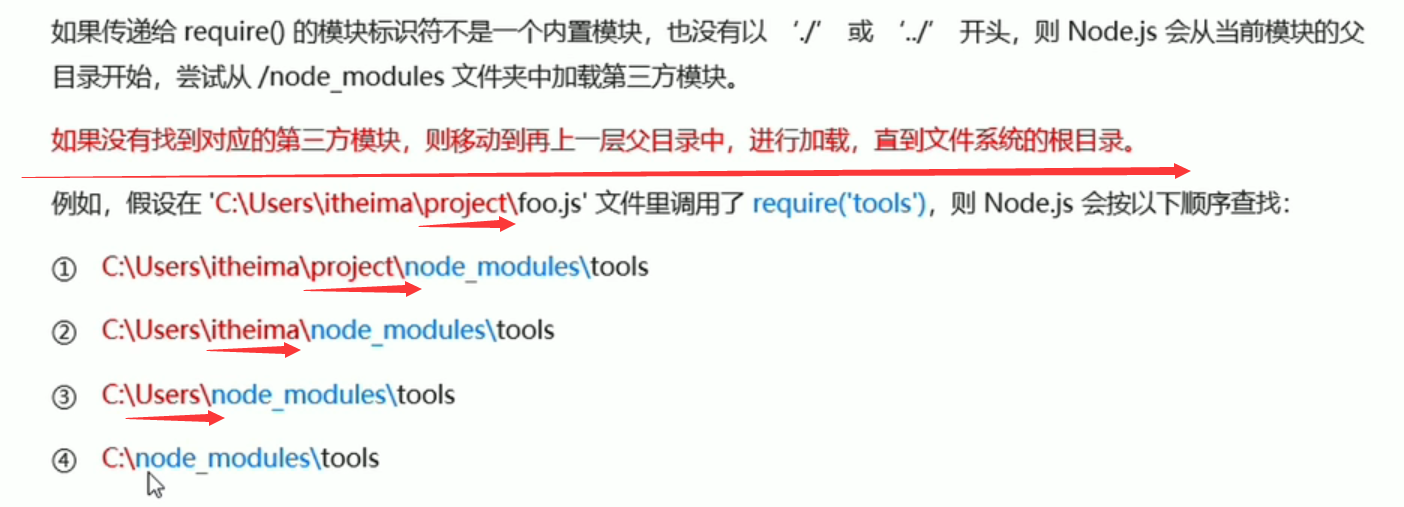 如果传递给 require() 的模块标识符不是一个内置模块，也没有以 ‘./’ 或 ‘../’ 开头，则 Node.js 会从当前模块的父
目录开始，尝试从 /node_modules 文件夹中加载第三方模块。
如果没有找到对应的第三方模块，则移动到再上一层父目录中，进行加载，直到文件系统的根目录。
例如，假设在 'C:\Users\itheima\project\foo.js' 文件里调用了 require('tools')，则 Node.js 会按以下顺序查找：
① C:\Users\itheima\project\node_modules\tools
② C:\Users\itheima\node_modules\tools
③ C:\Users\node_modules\tools
④ C:\node_modules\tools